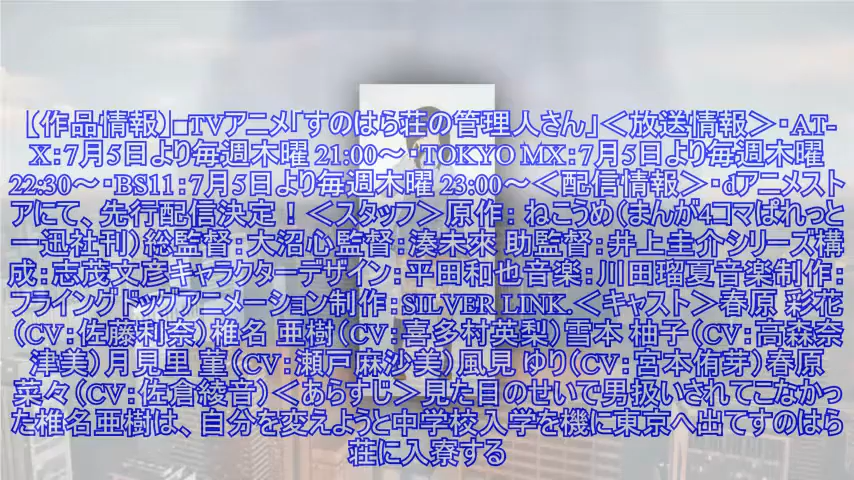 【作品情報】■TVアニメ「すのはら荘の管理人さん」＜放送情報＞・AT-
X：7月5日より毎週木曜 21:00～・TOKYO MX：7月5日より毎週木曜
22:30～・BS11：7月5日より毎週木曜 23:00～＜配信情報＞・dアニメスト
アにて、先行配信決定！＜スタッフ＞原作：ねこうめ（まんが4コマぱれっと
一迅社刊）総監督：大沼心監督：湊未來 助監督：井上圭介シリーズ構
成：志茂文彦キャラクターデザイン：平田和也音楽：川田瑠夏音楽制作：
フライングドッグアニメーション制作：SILVER LINK.＜キャスト＞春原 彩花
（CV：佐藤利奈）椎名 亜樹（CV：喜多村英梨）雪本 柚子（CV：高森奈
津美）月見里 菫（CV：瀬戸麻沙美）風見 ゆり（CV：宮本侑芽）春原
菜々（CV：佐倉綾音）＜あらすじ＞見た目のせいで男扱いされてこなかっ
た椎名亜樹は、自分を変えようと中学校入学を機に東京へ出てすのはら
荘に入寮する